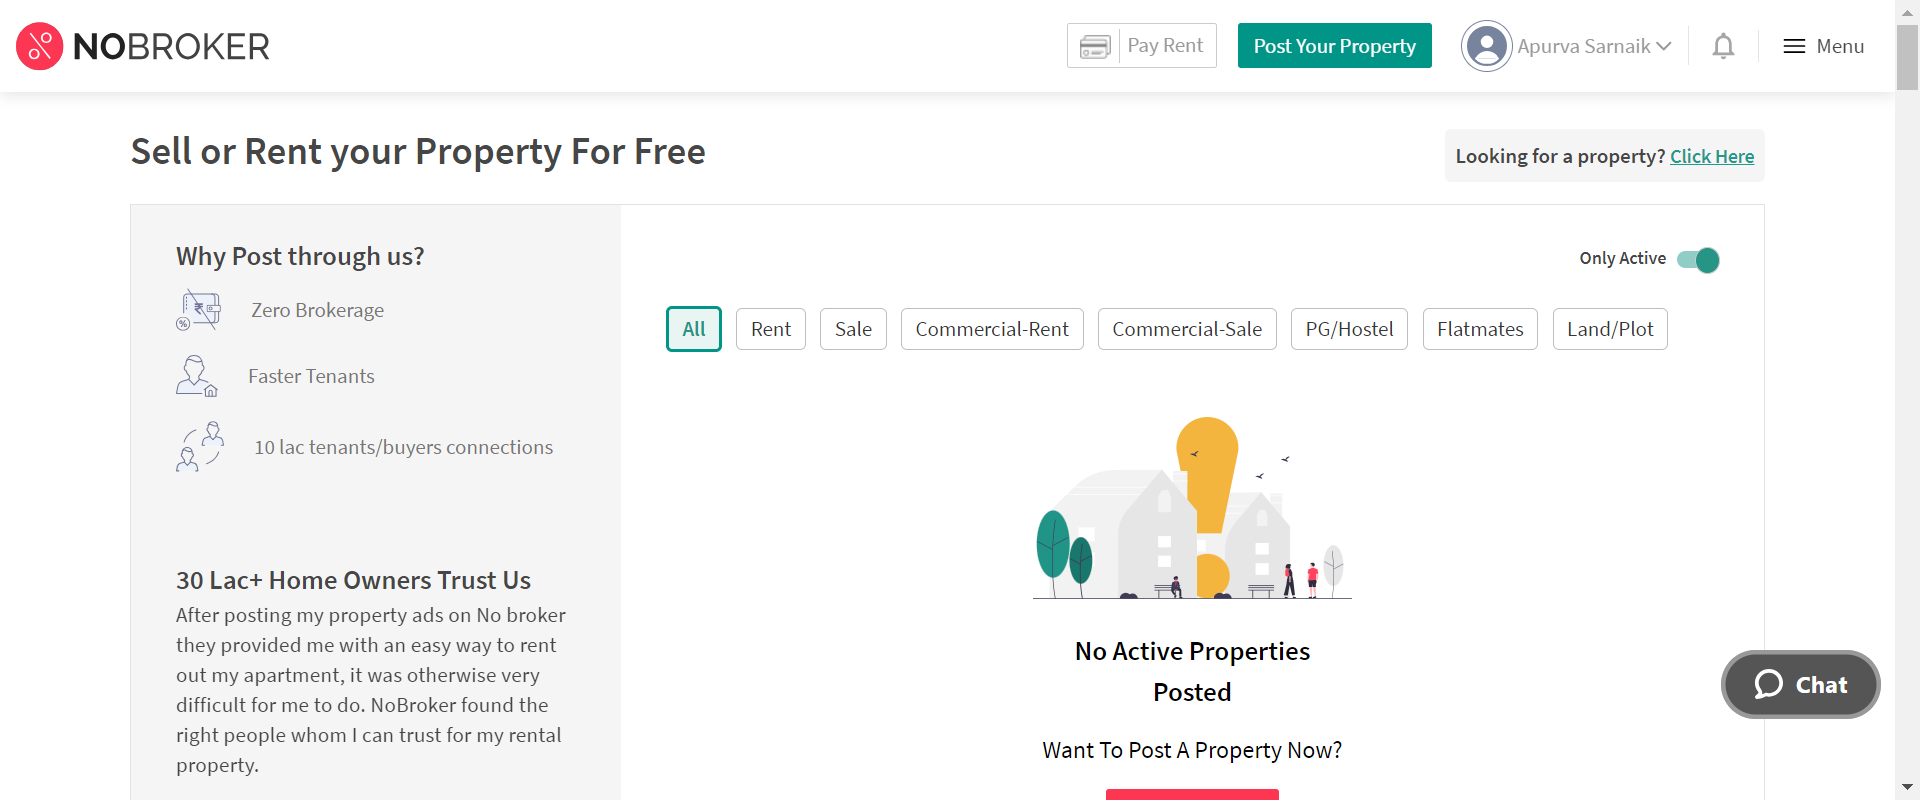 NOBROKER
Pay Rent
Post Your Property
Apurva Sarnaik
Menu
Sell or Rent your Property For Free
Looking for a property? Click Here
Why Post through us?
Zero Brokerage
Faster Tenants
10 lac tenants/buyers connections
30 Lac+ Home Owners Trust Us
After posting my property ads on No broker
they provided me with an easy way to rent
out my apartment, it was otherwise very
difficult for me to do. NoBroker found the
right people whom I can trust for my rental
property.
Only Active
All
Rent
Sale
Commercial-Rent
Commercial-Sale
PG/Hostel
Flatmates
Land/Plot
No Active Properties
Posted
Want To Post A Property Now?
Chat